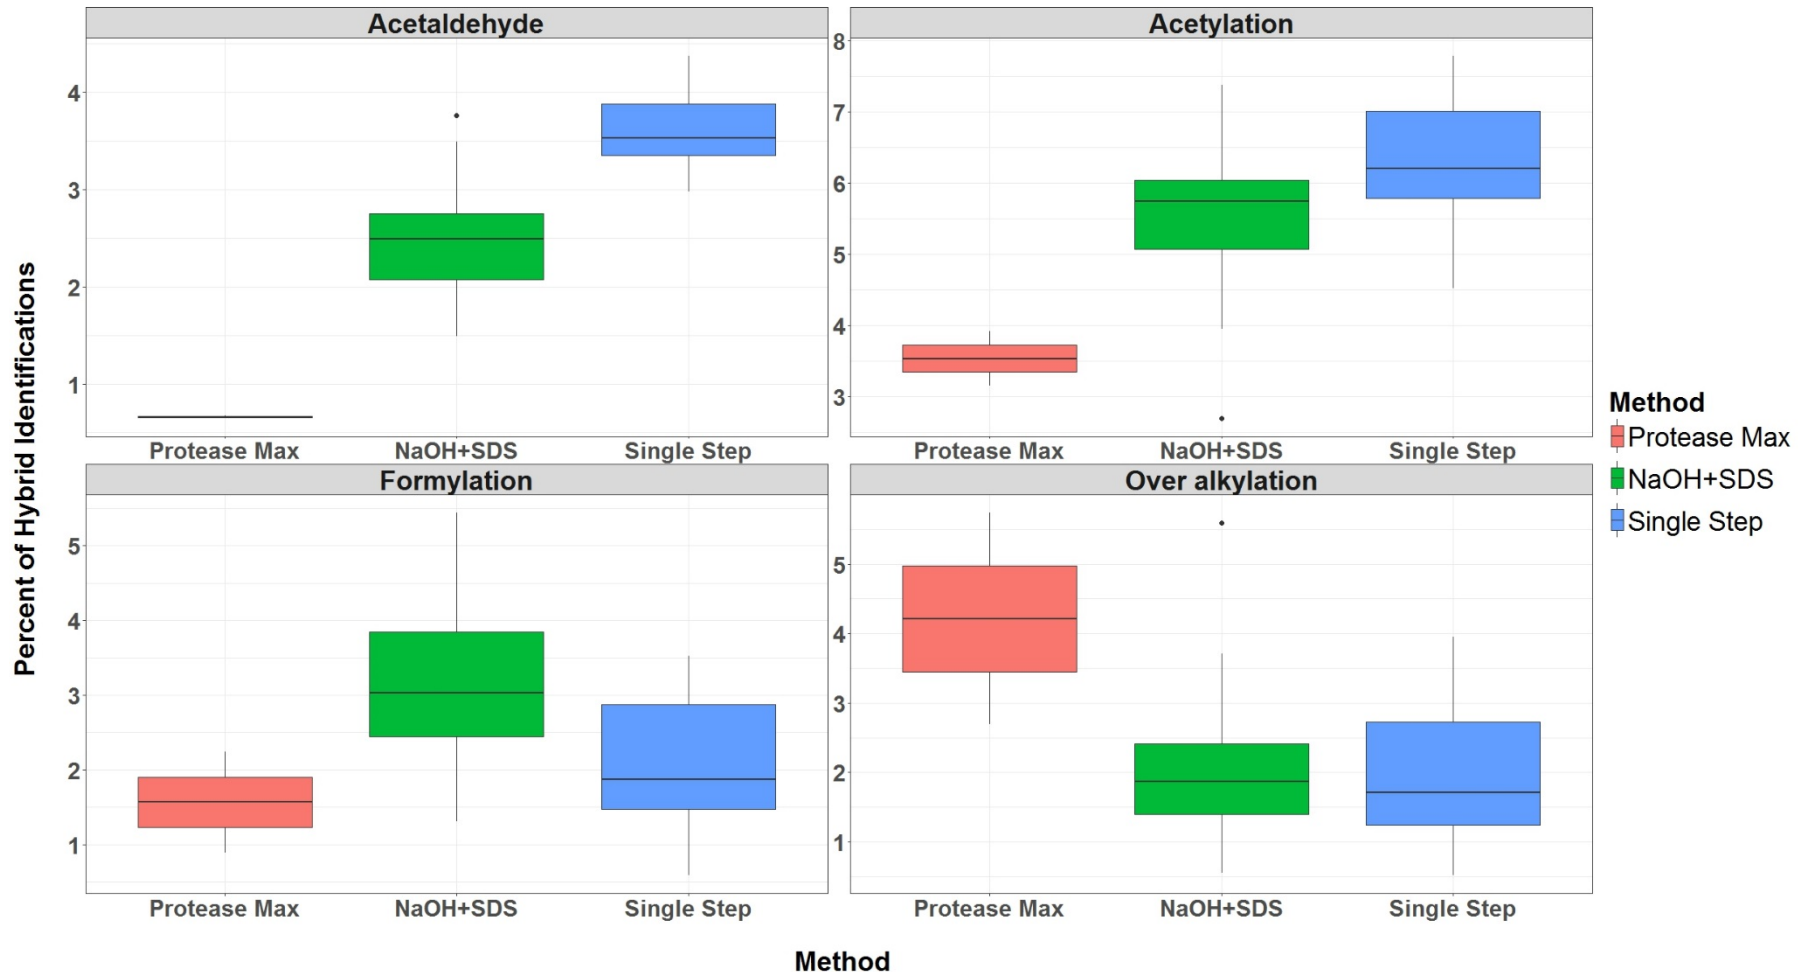 Acetaldehyde
Acetylation
4
3
2
1
8
7
6
5
4
3
Protease Max
NaOH+SDS
Single Step
Protease Max
NaOH+SDS
Single Step
Percent of Hybrid Identifications
Formylation
Over alkylation
5
4
3
2
1
5
4
3
2
1
Protease Max
NaOH+SDS
Single Step
Protease Max
NaOH+SDS
Single Step
Method
Method
Protease Max
NaOH+SDS
Single Step